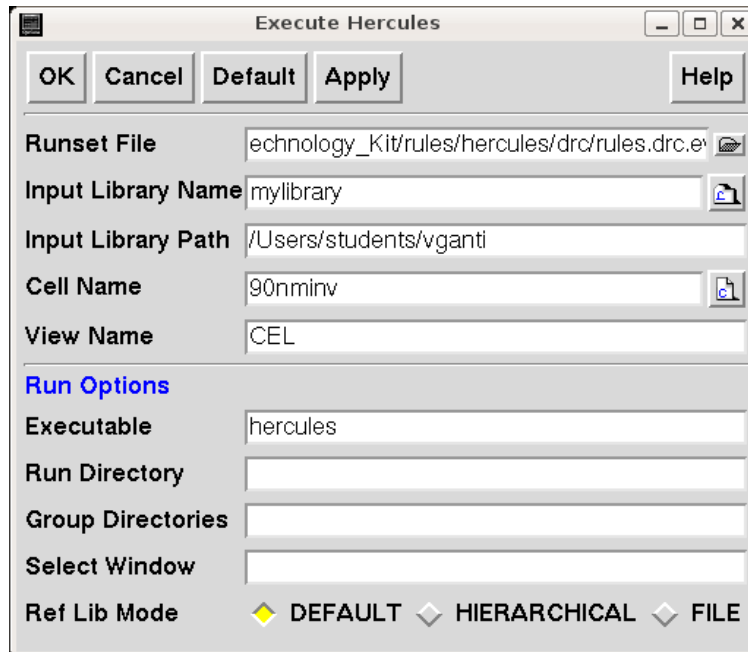 Execute Hercules
OK Cancel Default Apply Help
Runset File echnology_Kit/rules/hercules/drc/rules.drc.ev
Input Library Name mylibrary
Input Library Path /Users/students/vganti
Cell Name 90nminv
View Name CEL
Run Options
Executable hercules
Run Directory
Group Directories
Select Window
Ref Lib Mode DEFAULT HIERARCHICAL FILE